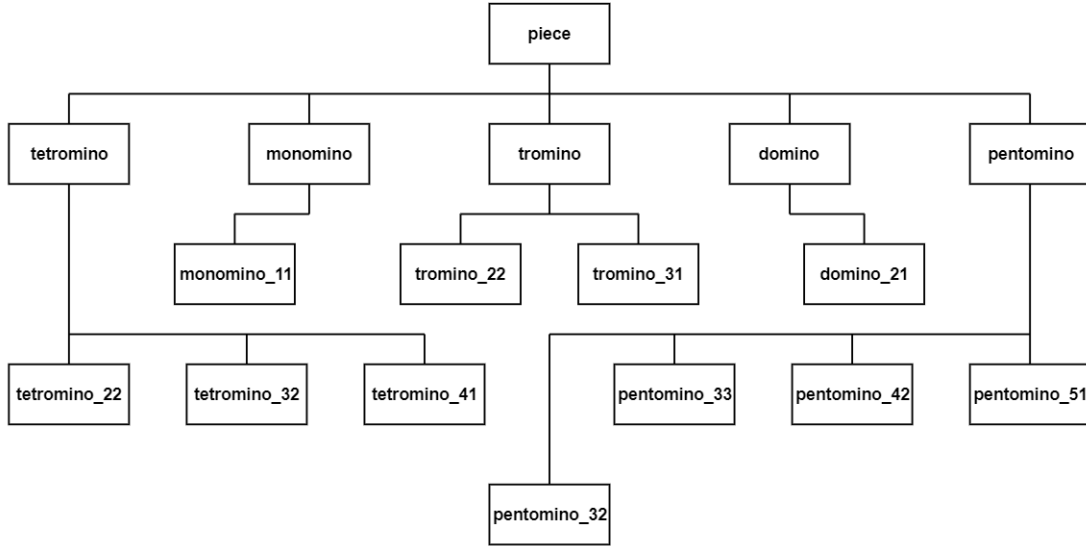 piece
tetromino
monomino
tromino
domino
pentomino
monomino_11
tromino_22
tromino_31
domino_21
tetromino_22
tetromino_32
tetromino_41
pentomino_33
pentomino_42
pentomino_51
pentomino_32